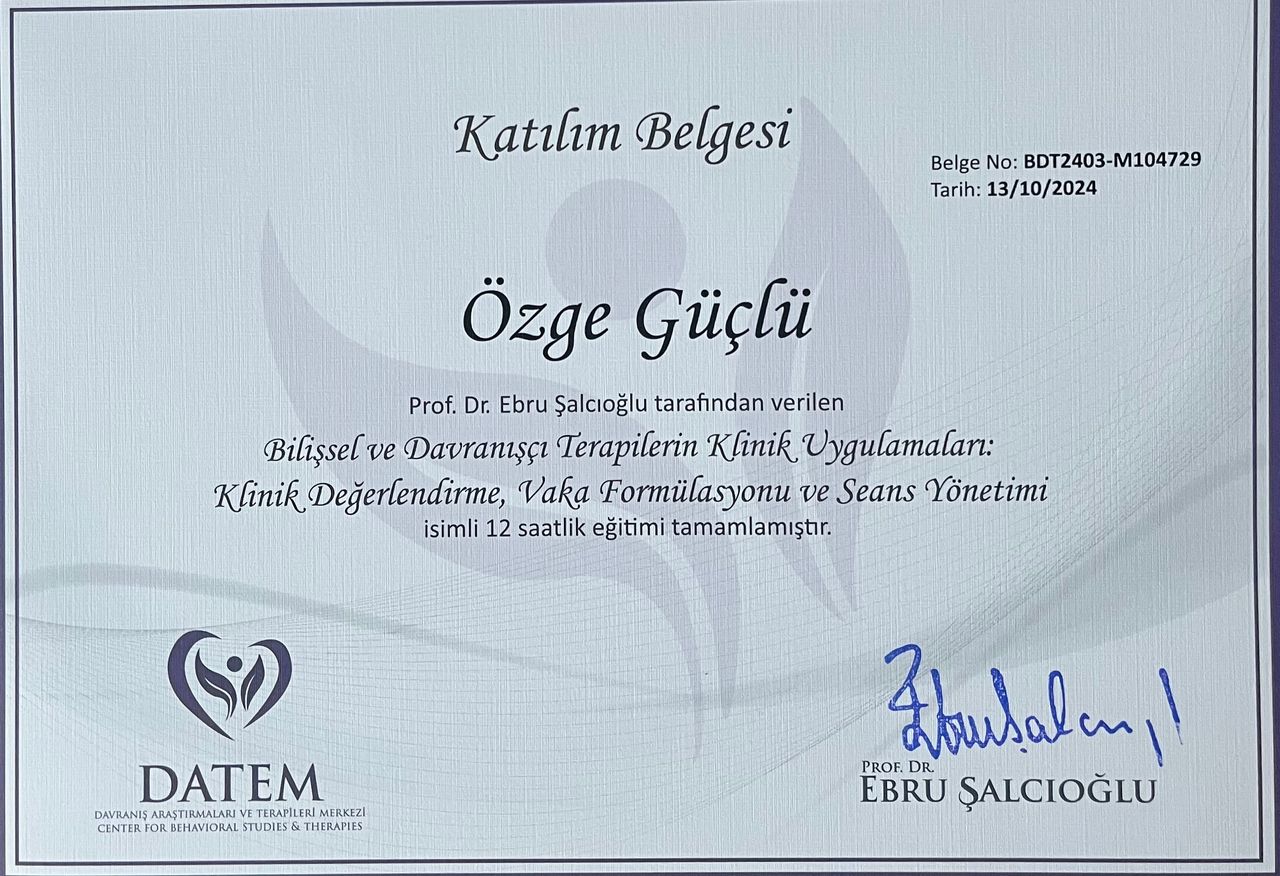 Katılım Belgesi
Belge No: BDT2403-M104729
Tarih: 13/10/2024
Özge Güçlü
Prof. Dr. Ebru Şalcıoğlu tarafından verilen
Bilişsel ve Davranışçı Terapilerin Klinik Uygulamaları:
Klinik Değerlendirme, Vaka Formülasyonu ve Seans Yönetimi
isimli 12 saatlik eğitimi tamamlamıştır.
DATEM
DAVRANIŞ ARAŞTIRMALARI VE TERAPİLERİ MERKEZİ
CENTER FOR BEHAVIORAL STUDIES & THERAPIES
PROF. DR.
EBRU ŞALCIOĞLU